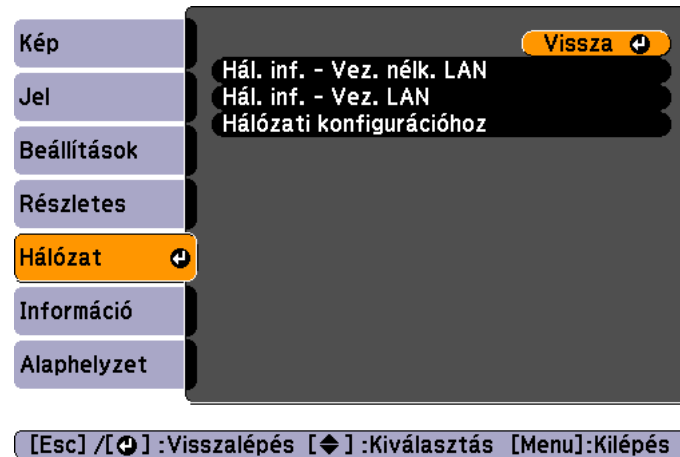 Kép
Jel
Beállítások
Részletes
Hálózat
Információ
Alaphelyzet
Vissza
Hál. inf. - Vez. nélk. LAN
Hál. inf. - Vez. LAN
Hálózati konfigurációhoz
[Esc] /[⏎] :Visszalépés [◆] :Kiválasztás [Menu]:Kilépés